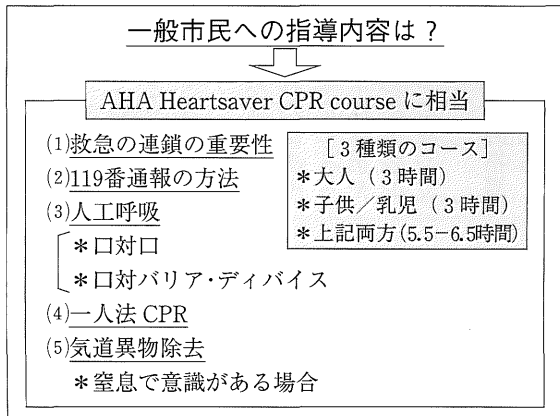 一般市民への指導内容は？
AHA Heartsaver CPR course に相当
(1)救急の連鎖の重要性
(2)119番通報の方法
(3)人工呼吸
＊口対口
＊口対バリア・ディバイス
(4)一人法 CPR
(5)気道異物除去
＊窒息で意識がある場合
［3種類のコース］
＊大人（3時間）
＊子供／乳児（3時間）
＊上記両方(5.5−6.5時間)